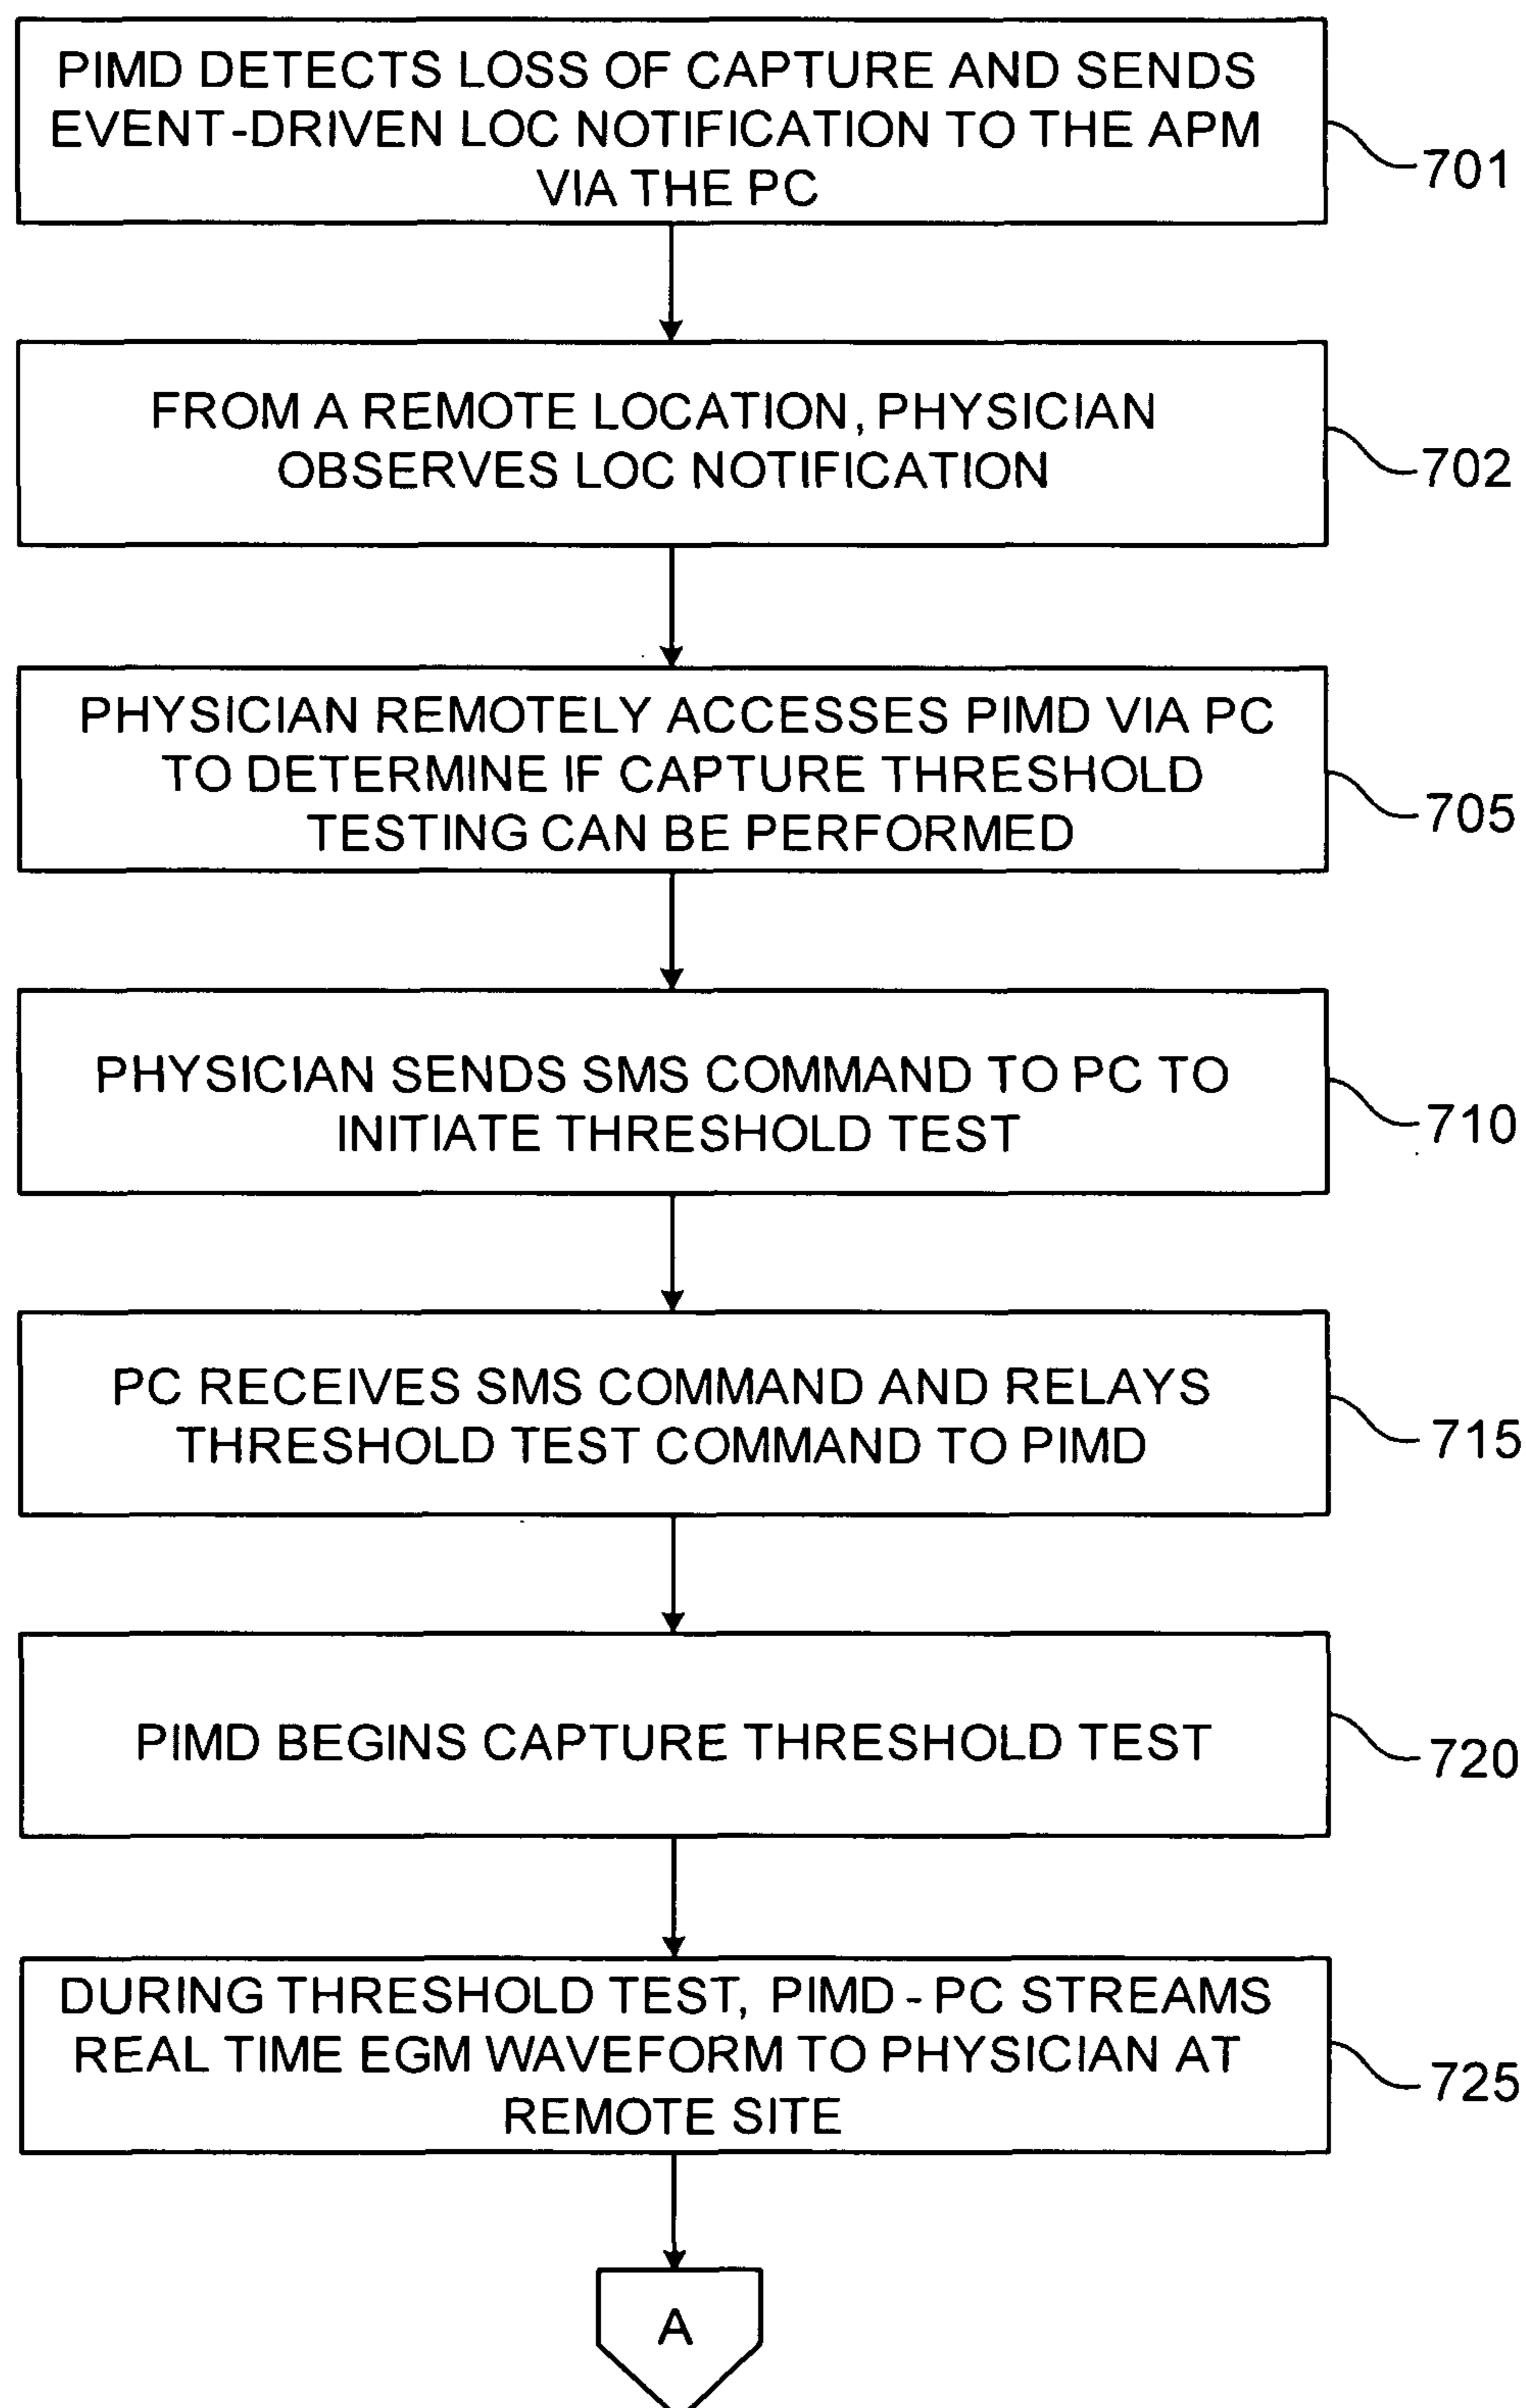 PIMD DETECTS LOSS OF CAPTURE AND SENDS
EVENT-DRIVEN LOC NOTIFICATION TO THE APM
VIA THE PC
701
FROM A REMOTE LOCATION, PHYSICIAN
OBSERVES LOC NOTIFICATION
702
PHYSICIAN REMOTELY ACCESSES PIMD VIA PC
TO DETERMINE IF CAPTURE THRESHOLD
TESTING CAN BE PERFORMED
705
PHYSICIAN SENDS SMS COMMAND TO PC TO
INITIATE THRESHOLD TEST
710
PC RECEIVES SMS COMMAND AND RELAYS
THRESHOLD TEST COMMAND TO PIMD
715
PIMD BEGINS CAPTURE THRESHOLD TEST
720
DURING THRESHOLD TEST, PIMD - PC STREAMS
REAL TIME EGM WAVEFORM TO PHYSICIAN AT
REMOTE SITE
725
A